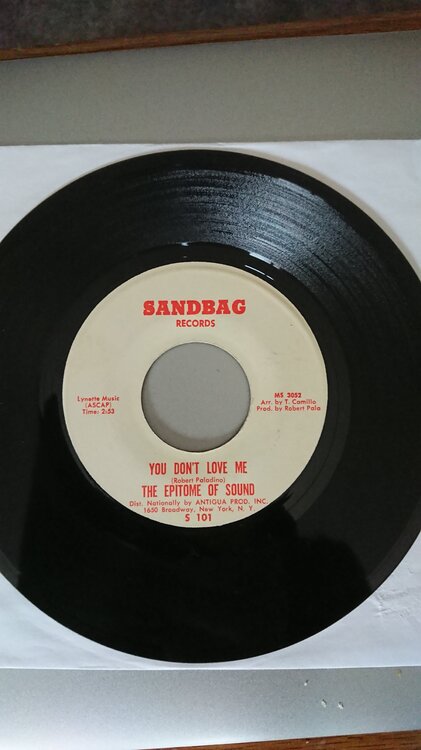 SANDBAG
RECORDS
Lynette Music
(ASCAP)
Time: 2:53
MS 3052
Arr. by T. Camillo
Prod. by Robert Pala
YOU DON'T LOVE ME
(Robert Paladino)
THE EPITOME OF SOUND
Dist. Nationally by ANTIGUA PROD. INC.
1650 Broadway, New York, N. Y.
S 101